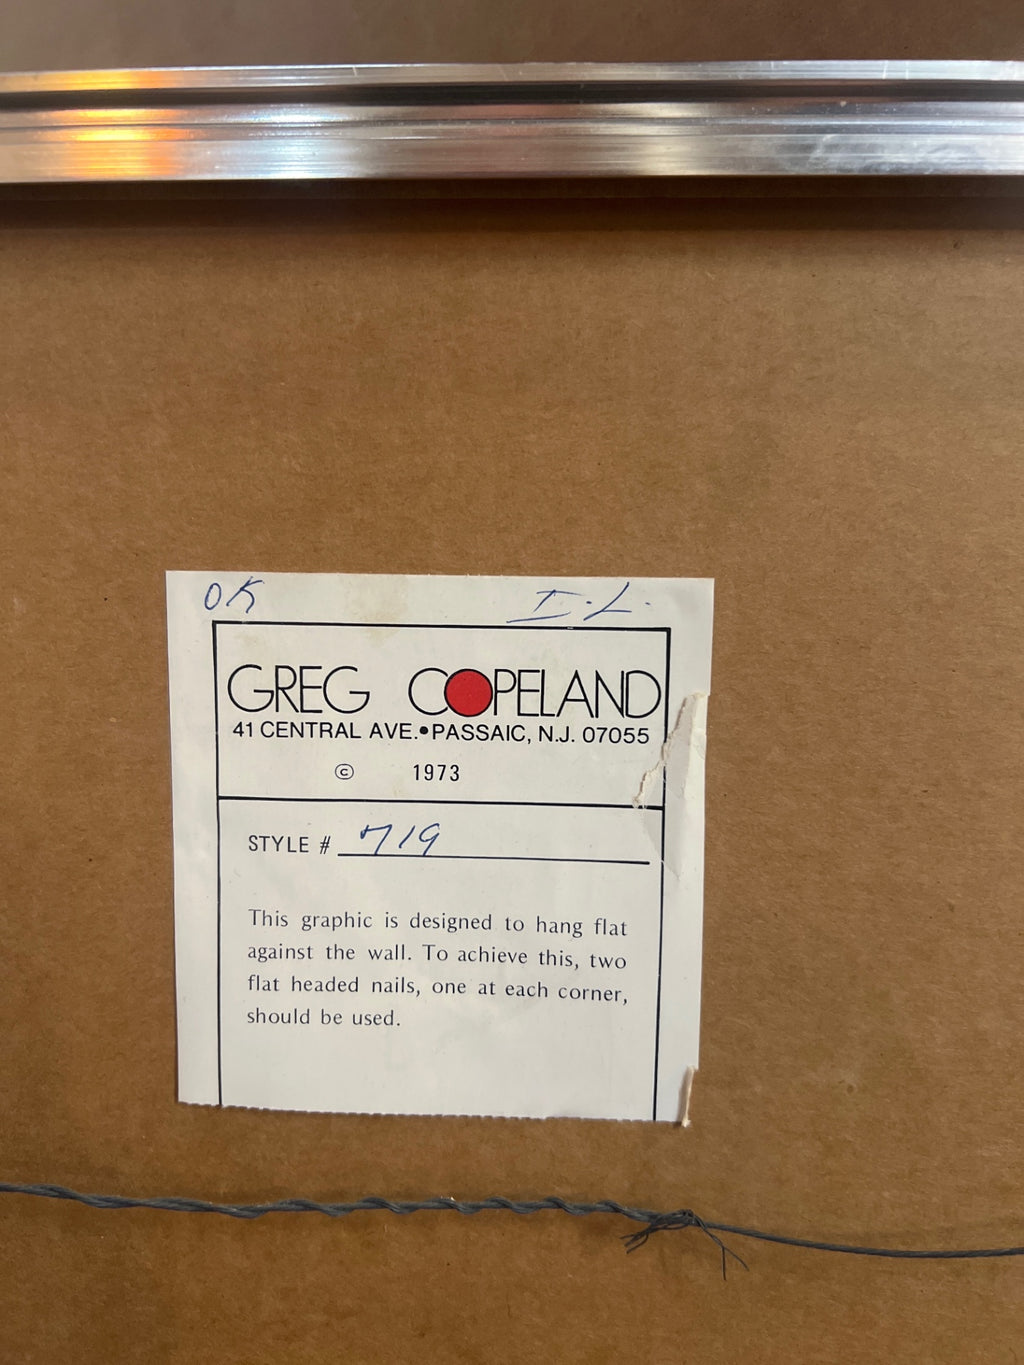 OK I.L.
GREG COPELAND
41 CENTRAL AVE.•PASSAIC, N.J. 07055
© 1973
STYLE # 719
This graphic is designed to hang flat
against the wall. To achieve this, two
flat headed nails, one at each corner,
should be used.